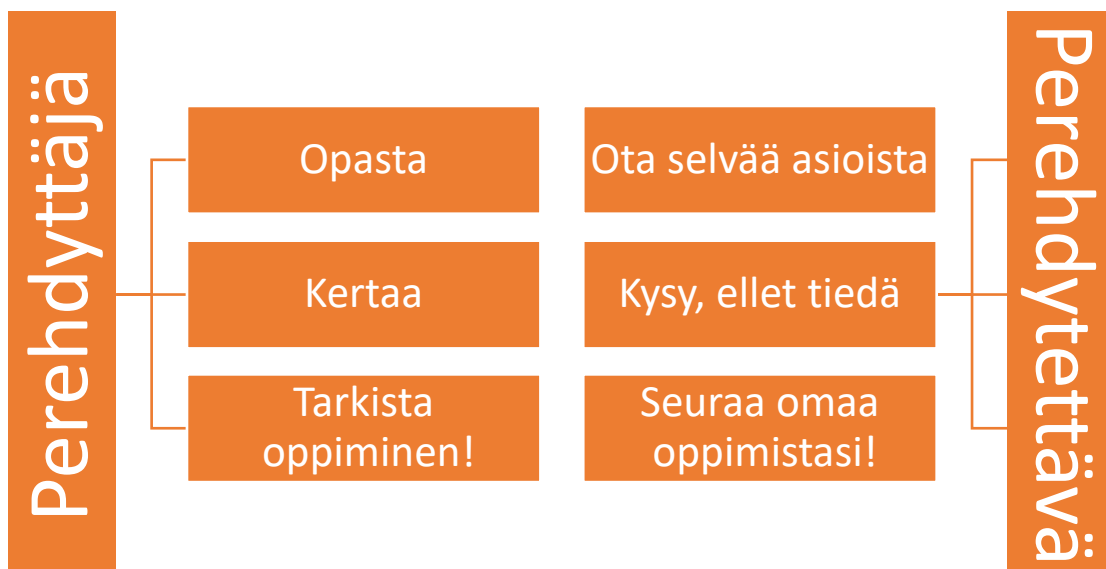 Perehdyttäjä
Opasta
Kertaa
Tarkista
oppiminen!
Ota selvää asioista
Kysy, ellet tiedä
Seuraa omaa
oppimistasi!
Perehdytettävä